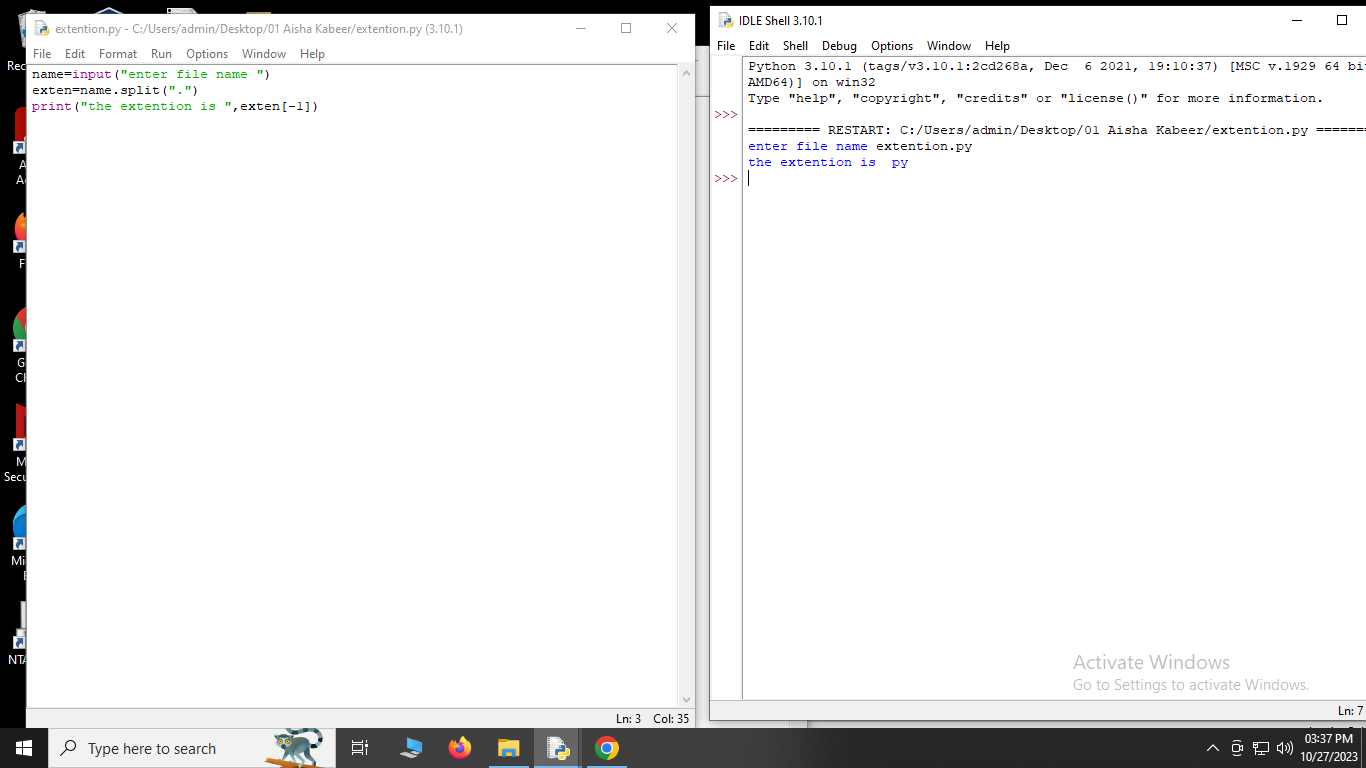 extention.py - C:/Users/admin/Desktop/01 Aisha Kabeer/extention.py (3.10.1)
File Edit Format Run Options Window Help
name=input("enter file name ")
exten=name.split(".")
print("the extention is ",exten[-1])
Ln: 3 Col: 35
IDLE Shell 3.10.1
File Edit Shell Debug Options Window Help
Python 3.10.1 (tags/v3.10.1:2cd268a, Dec  6 2021, 19:10:37) [MSC v.1929 64 bi
AMD64)] on win32
Type "help", "copyright", "credits" or "license()" for more information.
>>>
========= RESTART: C:/Users/admin/Desktop/01 Aisha Kabeer/extention.py =======
enter file name extention.py
the extention is  py
>>>
Activate Windows
Go to Settings to activate Windows.
Ln: 7
Type here to search
03:37 PM
10/27/2023